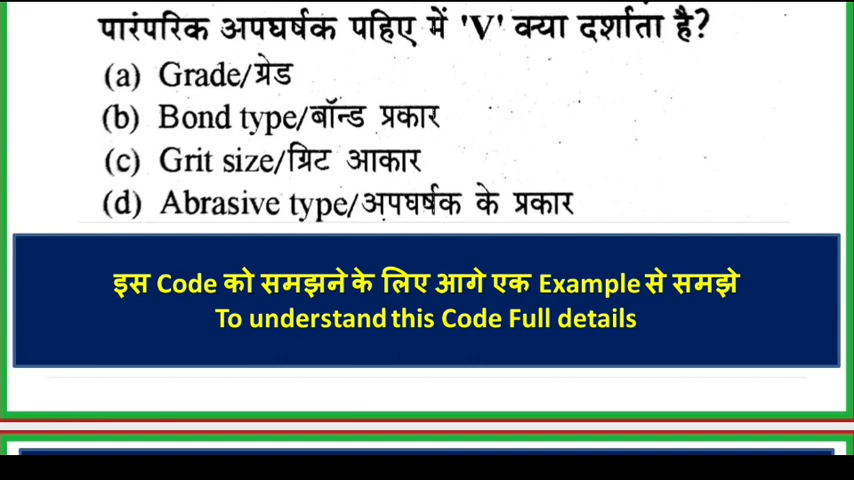 पारंपरिक अपघर्षक पहिए में 'V' क्या दर्शाता है?
(a) Grade/ग्रेड
(b) Bond type/बॉन्ड प्रकार
(c) Grit size/ग्रिट आकार
(d) Abrasive type/अपघर्षक के प्रकार
इस Code को समझने के लिए आगे एक Example से समझे
To understand this Code Full details